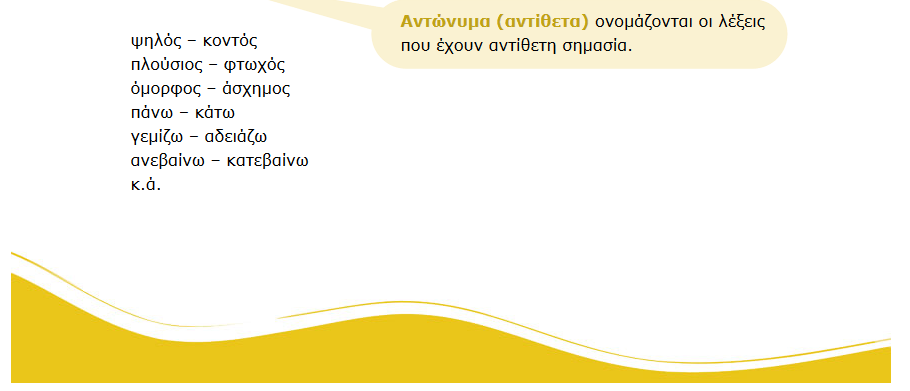 Αντώνυμα (αντίθετα) ονομάζονται οι λέξεις
που έχουν αντίθετη σημασία.
ψηλός – κοντός
πλούσιος – φτωχός
όμορφος – άσχημος
πάνω – κάτω
γεμίζω – αδειάζω
ανεβαίνω – κατεβαίνω
κ.ά.